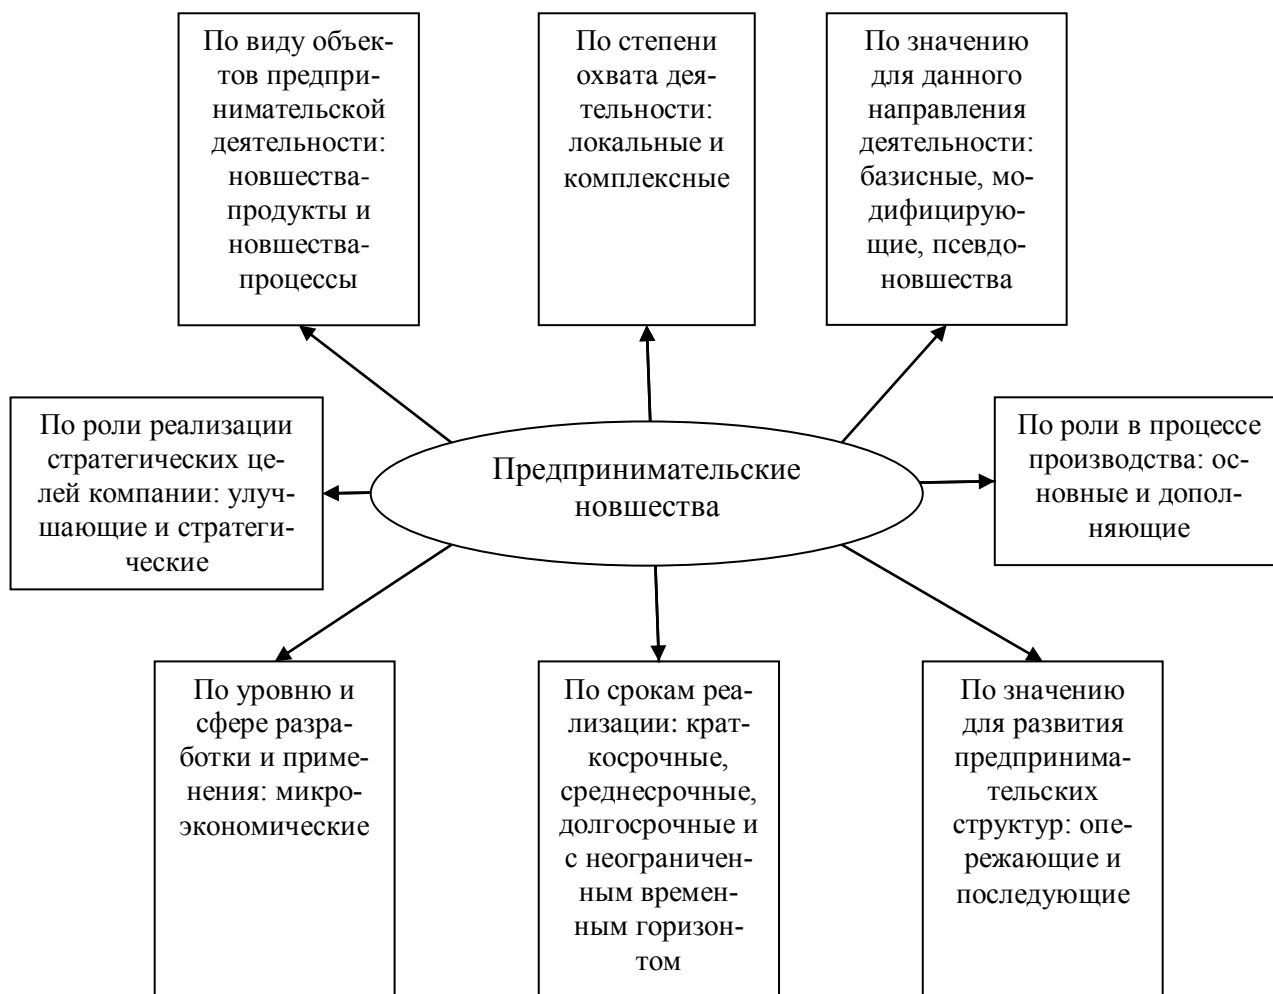 По виду объек-
тов предпри-
нимательской
деятельности:
новшества-
продукты и
новшества-
процессы
По степени
охвата дея-
тельности:
локальные и
комплексные
По значению
для данного
направления
деятельности:
базисные, мо-
дифицирую-
щие, псевдо-
новшества
По роли реализации
стратегических це-
лей компании: улуч-
шающие и стратеги-
ческие
Предпринимательские
новшества
По роли в процессе
производства: ос-
новные и допол-
няющие
По уровню и
сфере разра-
ботки и приме-
нения: микро-
экономические
По срокам реа-
лизации: крат-
косрочные,
среднесрочные,
долгосрочные и
с неограничен-
ным времен-
ным горизон-
том
По значению
для развития
предпринима-
тельских
структур: опе-
режающие и
последующие